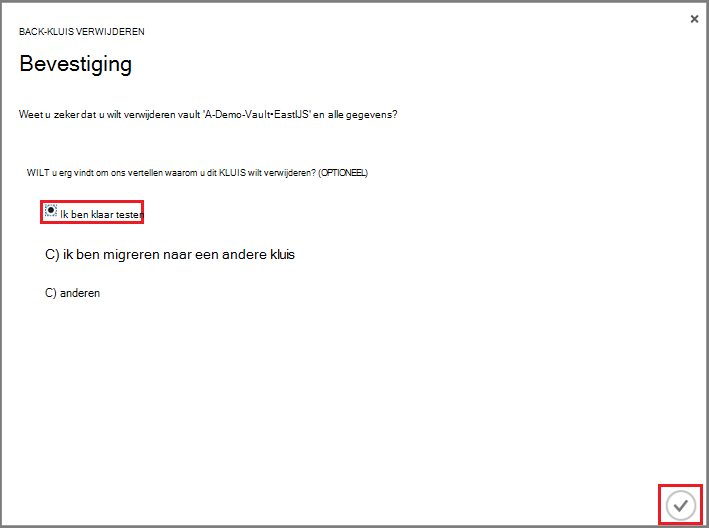 BACK-KLUIS VERWIJDEREN
Bevestiging
Weet u zeker dat u wilt verwijderen vault 'A-Demo-Vault•EastIJS' en alle gegevens?
WILT u erg vindt om ons vertellen waarom u dit KLUIS wilt verwijderen? (OPTIONEEL)
Ik ben klaar testen
C) ik ben migreren naar een andere kluis
C) anderen